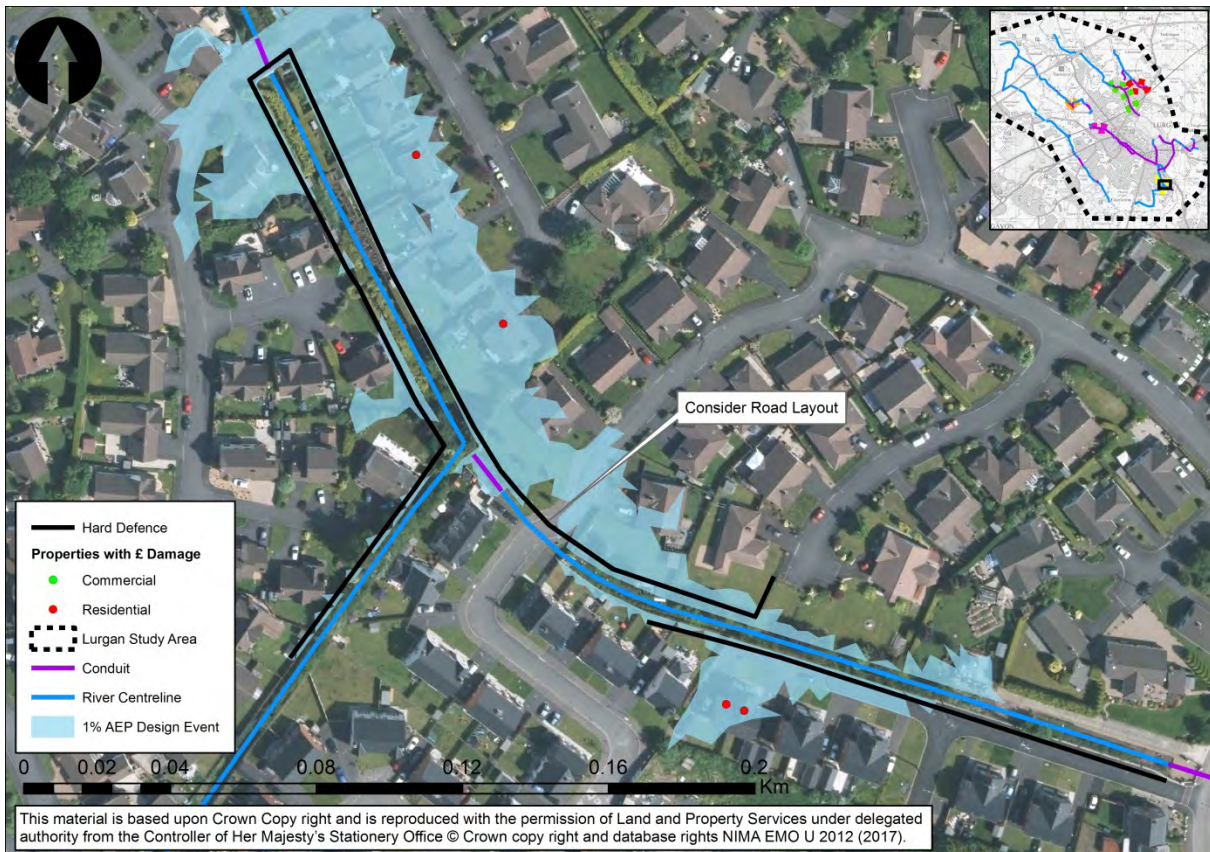 Consider Road Layout
Hard Defence
Properties with £ Damage
Commercial
Residential
Lurgan Study Area
Conduit
River Centreline
1% AEP Design Event
0 0.02 0.04 0.08 0.12 0.16 0.2
Km
This material is based upon Crown Copy right and is reproduced with the permission of Land and Property Services under delegated
authority from the Controller of Her Majesty's Stationery Office © Crown copy right and database rights NIMA EMO U 2012 (2017).